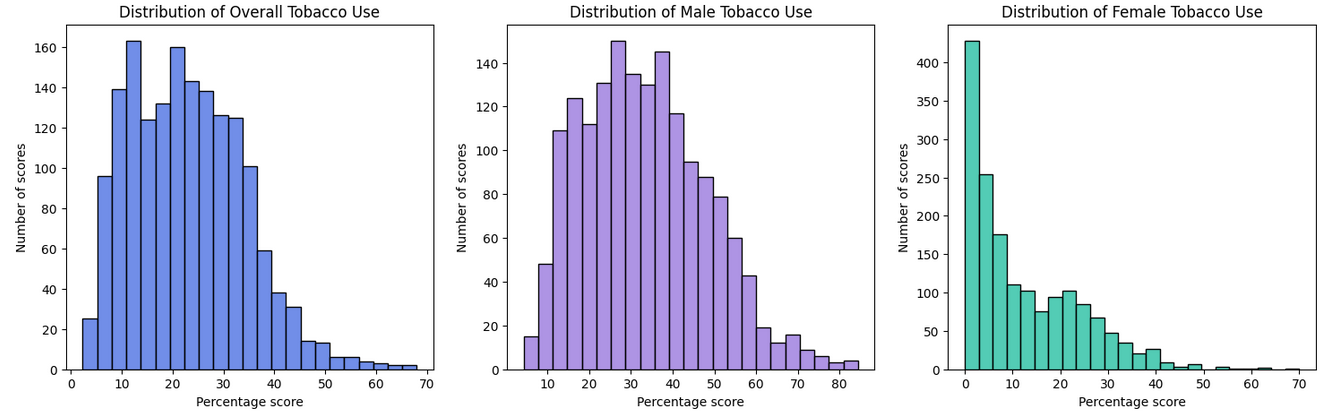 Distribution of Overall Tobacco Use
Number of scores
160
140
120
100
80
60
40
20
0
0 10 20 30 40 50 60 70
Percentage score
Distribution of Male Tobacco Use
Number of scores
140
120
100
80
60
40
20
0
10 20 30 40 50 60 70 80
Percentage score
Distribution of Female Tobacco Use
Number of scores
400
350
300
250
200
150
100
50
0
0 10 20 30 40 50 60 70
Percentage score